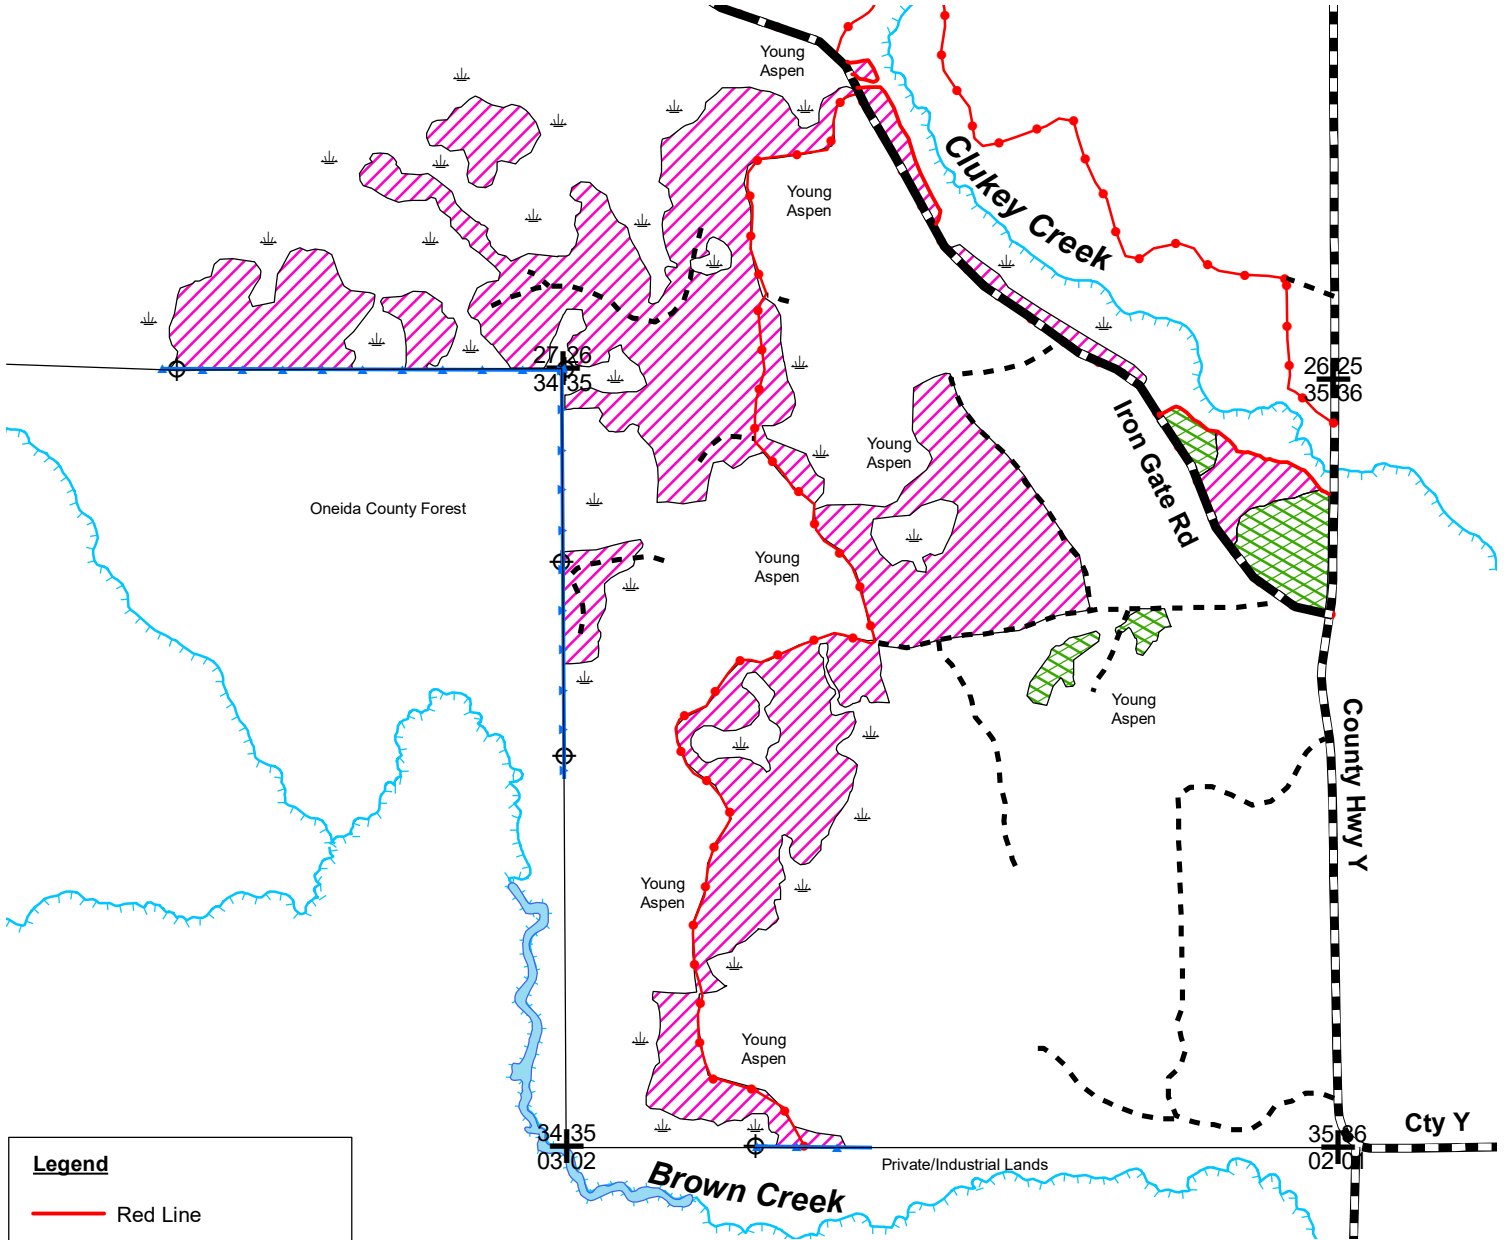 Young
Aspen
Clukey Creek
Young
Aspen
27 26
34 35
26 25
35 36
Iron Gate Rd
Young
Aspen
Oneida County Forest
Young
Aspen
Young
Aspen
County Hwy Y
Young
Aspen
Young
Aspen
34 35
03 02
35 36
02
Cty Y
Private/Industrial Lands
Brown Creek
Legend
Red Line